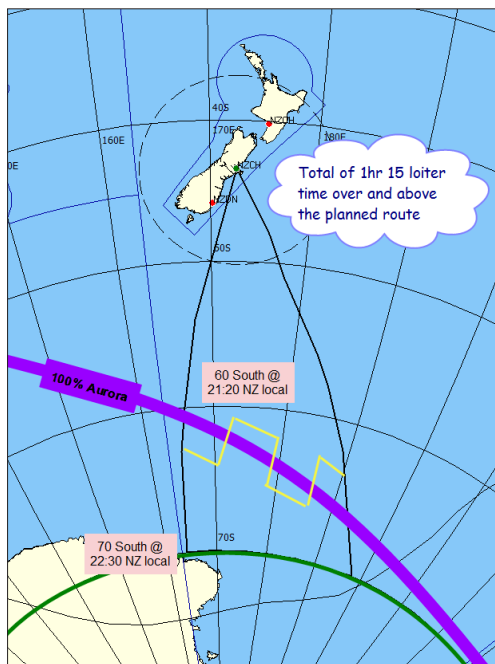 40S
NZOH
170E
180E
160E
NZCH
Total of 1hr 15 loiter
time over and above
the planned route
NZDN
50S
60 South @
21:20 NZ local
100% Aurora
70S
70 South @
22:30 NZ local